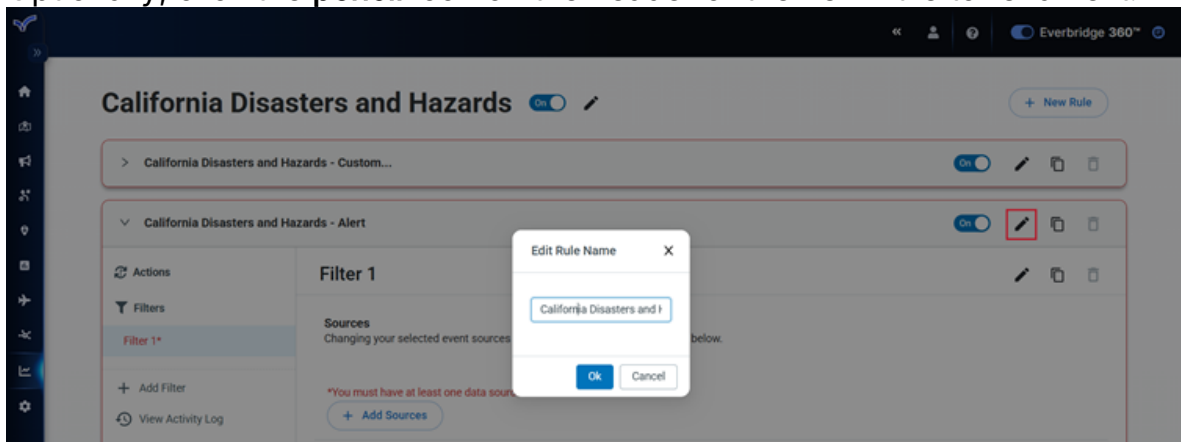 Everbridge 360™
California Disasters and Hazards On
+ New Rule
California Disasters and Hazards - Custom...
On
California Disasters and Hazards - Alert
On
Edit Rule Name X
Actions
Filter 1
Filters
California Disasters and H
Sources
Filter 1*
Changing your selected event sources
below.
Ok Cancel
+ Add Filter
*You must have at least one data sourc
+ Add Sources
View Activity Log